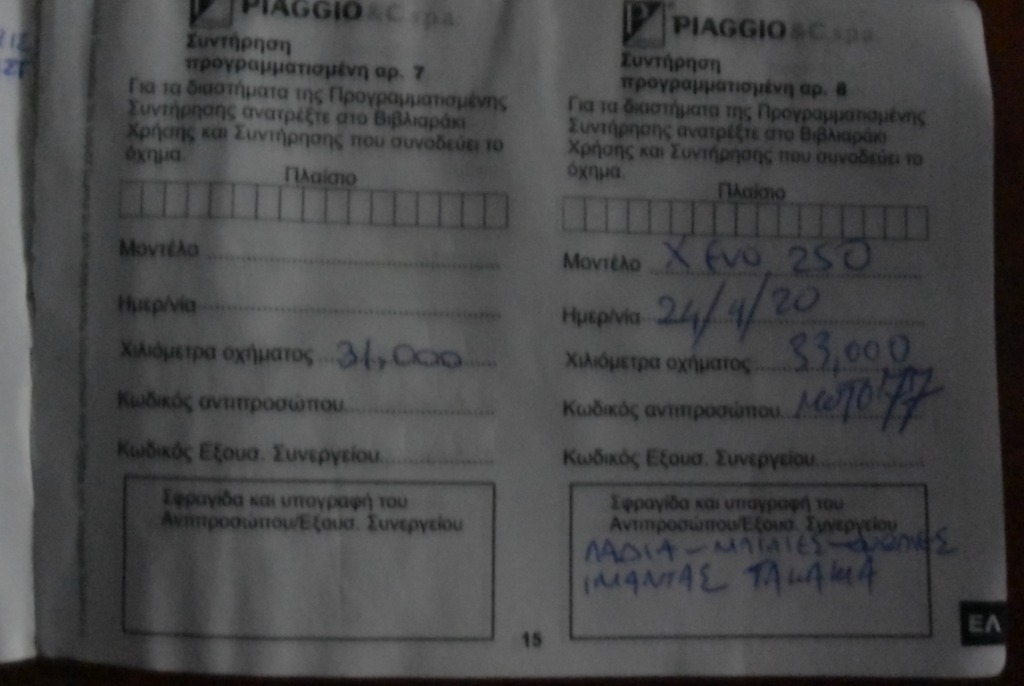 PIAGGIO & C. s.p.a.
Συντήρηση
προγραμματισμένη αρ. 7
Για τα διαστήματα της Προγραμματισμένης
Συντήρησης ανατρέξτε στο Βιβλιαράκι
Χρήσης και Συντήρησης που συνοδεύει το
όχημα.
Πλαίσιο
Μοντέλο
Ημερ/νία
Χιλιόμετρα οχήματος 31,000
Κωδικός αντιπροσώπου
Κωδικός Εξουσ. Συνεργείου
Σφραγίδα και υπογραφή του
Αντιπροσώπου/Εξουσ. Συνεργείου
PIAGGIO & C. s.p.a.
Συντήρηση
προγραμματισμένη αρ. 8
Για τα διαστήματα της Προγραμματισμένης
Συντήρησης ανατρέξτε στο Βιβλιαράκι
Χρήσης και Συντήρησης που συνοδεύει το
όχημα.
Πλαίσιο
Μοντέλο 250
Ημερ/νία 24/4/20
Χιλιόμετρα οχήματος 33,000
Κωδικός αντιπροσώπου ΜΟΤΟ 77
Κωδικός Εξουσ. Συνεργείου
Σφραγίδα και υπογραφή του
Αντιπροσώπου/Εξουσ. Συνεργείου
ΛΑΔΙΑ - ΜΠΙΛΙΕΣ -
ΙΜΑΝΤΑΣ ΤΑΚΑΚΙΑ
15
ΕΛ